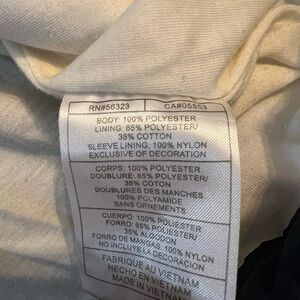 RN#56323 CA#05553
BODY: 100% POLYESTER
LINING: 65% POLYESTER/
35% COTTON
SLEEVE LINING: 100% NYLON
EXCLUSIVE OF DECORATION
CORPS: 100% POLYESTER
DOUBLURE: 65% POLYESTER/
35% COTON
DOUBLURES DES MANCHES:
100% POLYAMIDE
SANS ORNEMENTS
CUERPO: 100% POLIESTER
FORRO: 65% POLIESTER/
35% ALGODON
FORRO DE MANGAS: 100% NYLON
NO INCLUYE LA DECORACION
FABRIQUE AU VIETNAM
HECHO EN VIETNAM
MADE IN VIETNAM